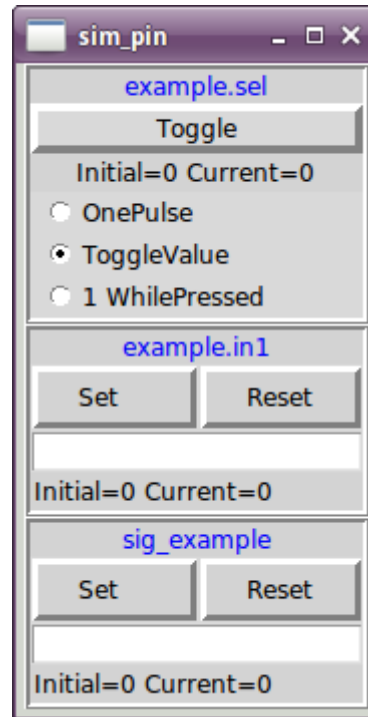 sim_pin
example.sel
Toggle
Initial=0 Current=0
OnePulse
ToggleValue
1 WhilePressed
example.in1
Set Reset
Initial=0 Current=0
sig_example
Set Reset
Initial=0 Current=0